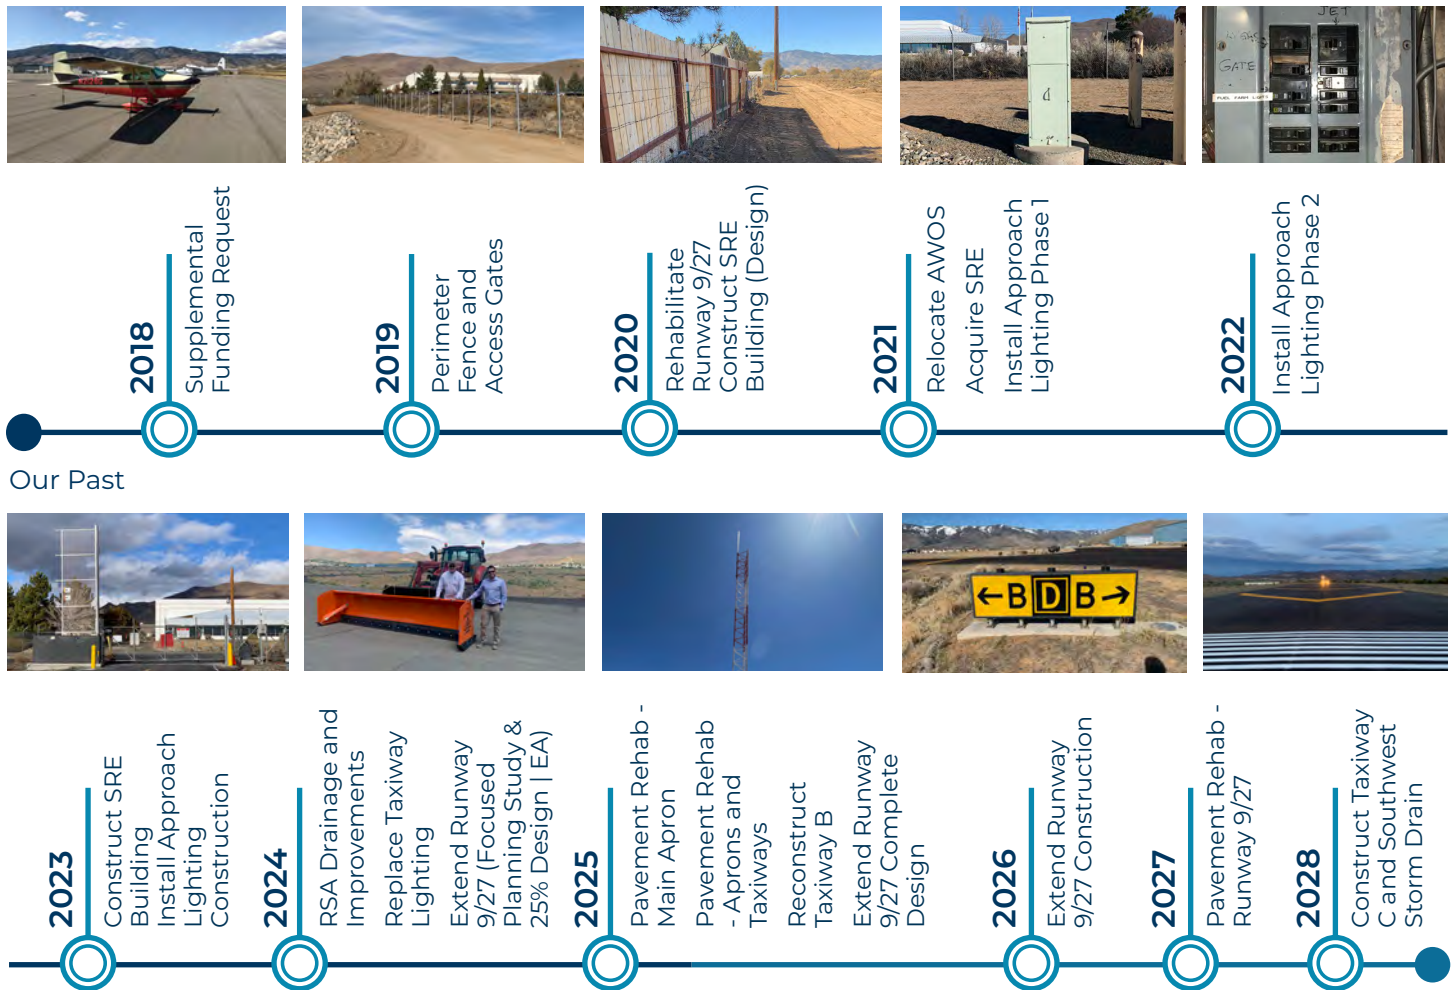 JET
GATE
FUEL FARM LIGHTS
2018
Supplemental
Funding Request
2019
Perimeter
Fence and
Access Gates
2020
Rehabilitate
Runway 9/27
Construct SRE
Building (Design)
2021
Relocate AWOS
Acquire SRE
Install Approach
Lighting Phase 1
2022
Install Approach
Lighting Phase 2
Our Past
←B D B→
2023
Construct SRE
Building
Install Approach
Lighting
Construction
2024
RSA Drainage and
Improvements
Replace Taxiway
Lighting
Extend Runway
9/27 (Focused
Planning Study &
25% Design | EA)
2025
Pavement Rehab -
Main Apron
Pavement Rehab
- Aprons and
Taxiways
Reconstruct
Taxiway B
Extend Runway
9/27 Complete
Design
2026
Extend Runway
9/27 Construction
2027
Pavement Rehab -
Runway 9/27
2028
Construct Taxiway
C and Southwest
Storm Drain